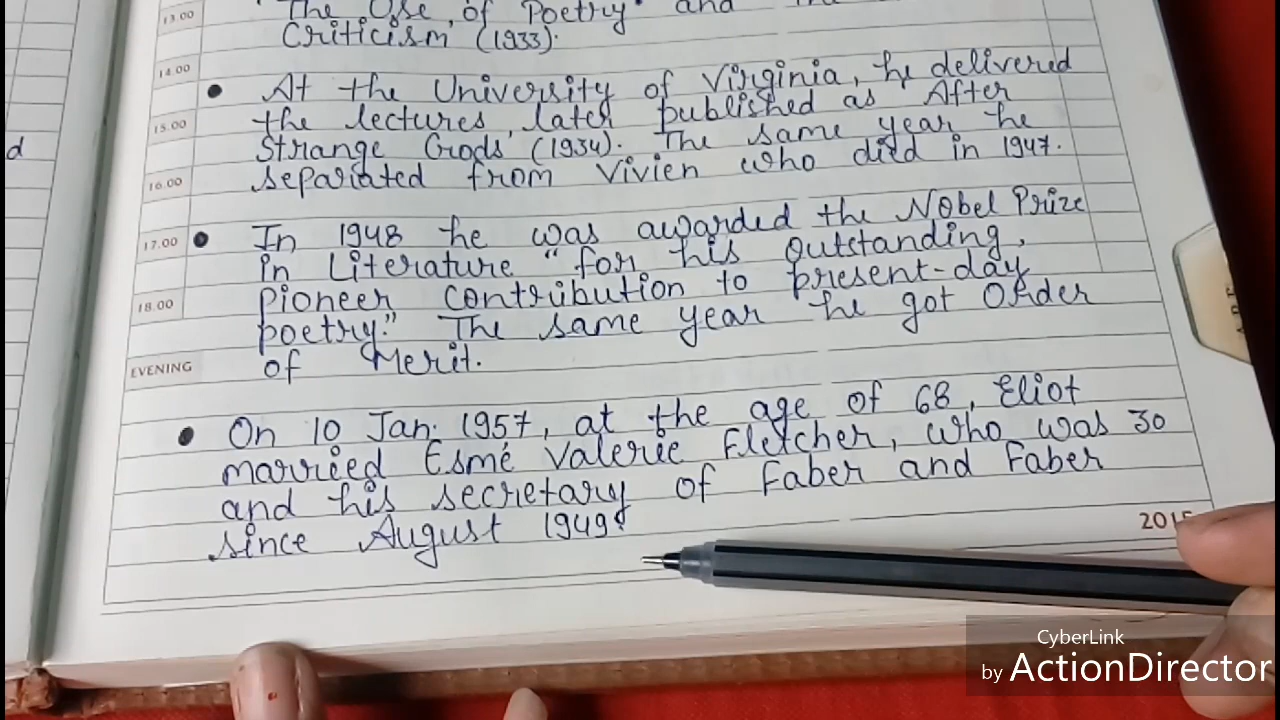 13.00
"The Use of Poetry" and
Criticism (1933).
14.00
• At the University of Virginia, he delivered
15.00
the lectures, later published as After
Strange Gods (1934). The same year he
16.00
separated from Vivien who died in 1947.
17.00
• In 1948 he was awarded the Nobel Prize
in Literature "for his outstanding,
18.00
pioneer contribution to present-day
poetry." The same year he got Order
EVENING
of Merit.
• On 10 Jan. 1957, at the age of 68, Eliot
married Esmé Valerie Fletcher, who was 30
and his secretary of Faber and Faber
since August 1949.
d
CyberLink
by ActionDirector